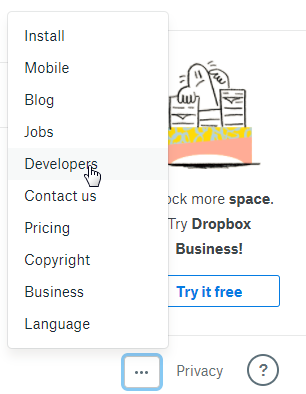 Install
Mobile
Blog
Jobs
Developers
Contact us
Pricing
Copyright
Business
Language
ock more space.
Try Dropbox
Business!
Try it free
...
Privacy
?